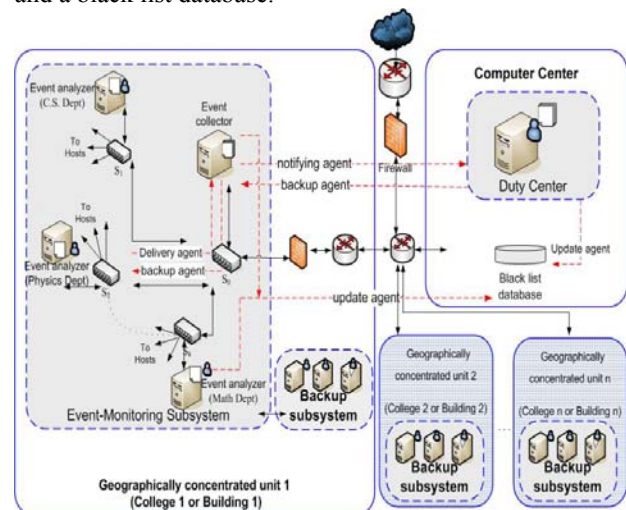 and a black list database.
Event analyzer
(C.S. Dept)
To
Hosts
S1
Event
collector
notifying agent
backup agent
Firewall
Computer Center
Duty Center
Update agent
Black list
database
To
Hosts
Event analyzer
(Physics Dept)
S2
Delivery agent
backup agent
S0
update agent
To
Hosts
Event analyzer
(Math Dept)
Event-Monitoring Subsystem
Backup
subsystem
Geographically concentrated unit 1
(College 1 or Building 1)
Geographically
concentrated unit 2
(College 2 or Building 2)
Backup
subsystem
Geographically
concentrated unit n
(College n or Building n)
Backup
subsystem